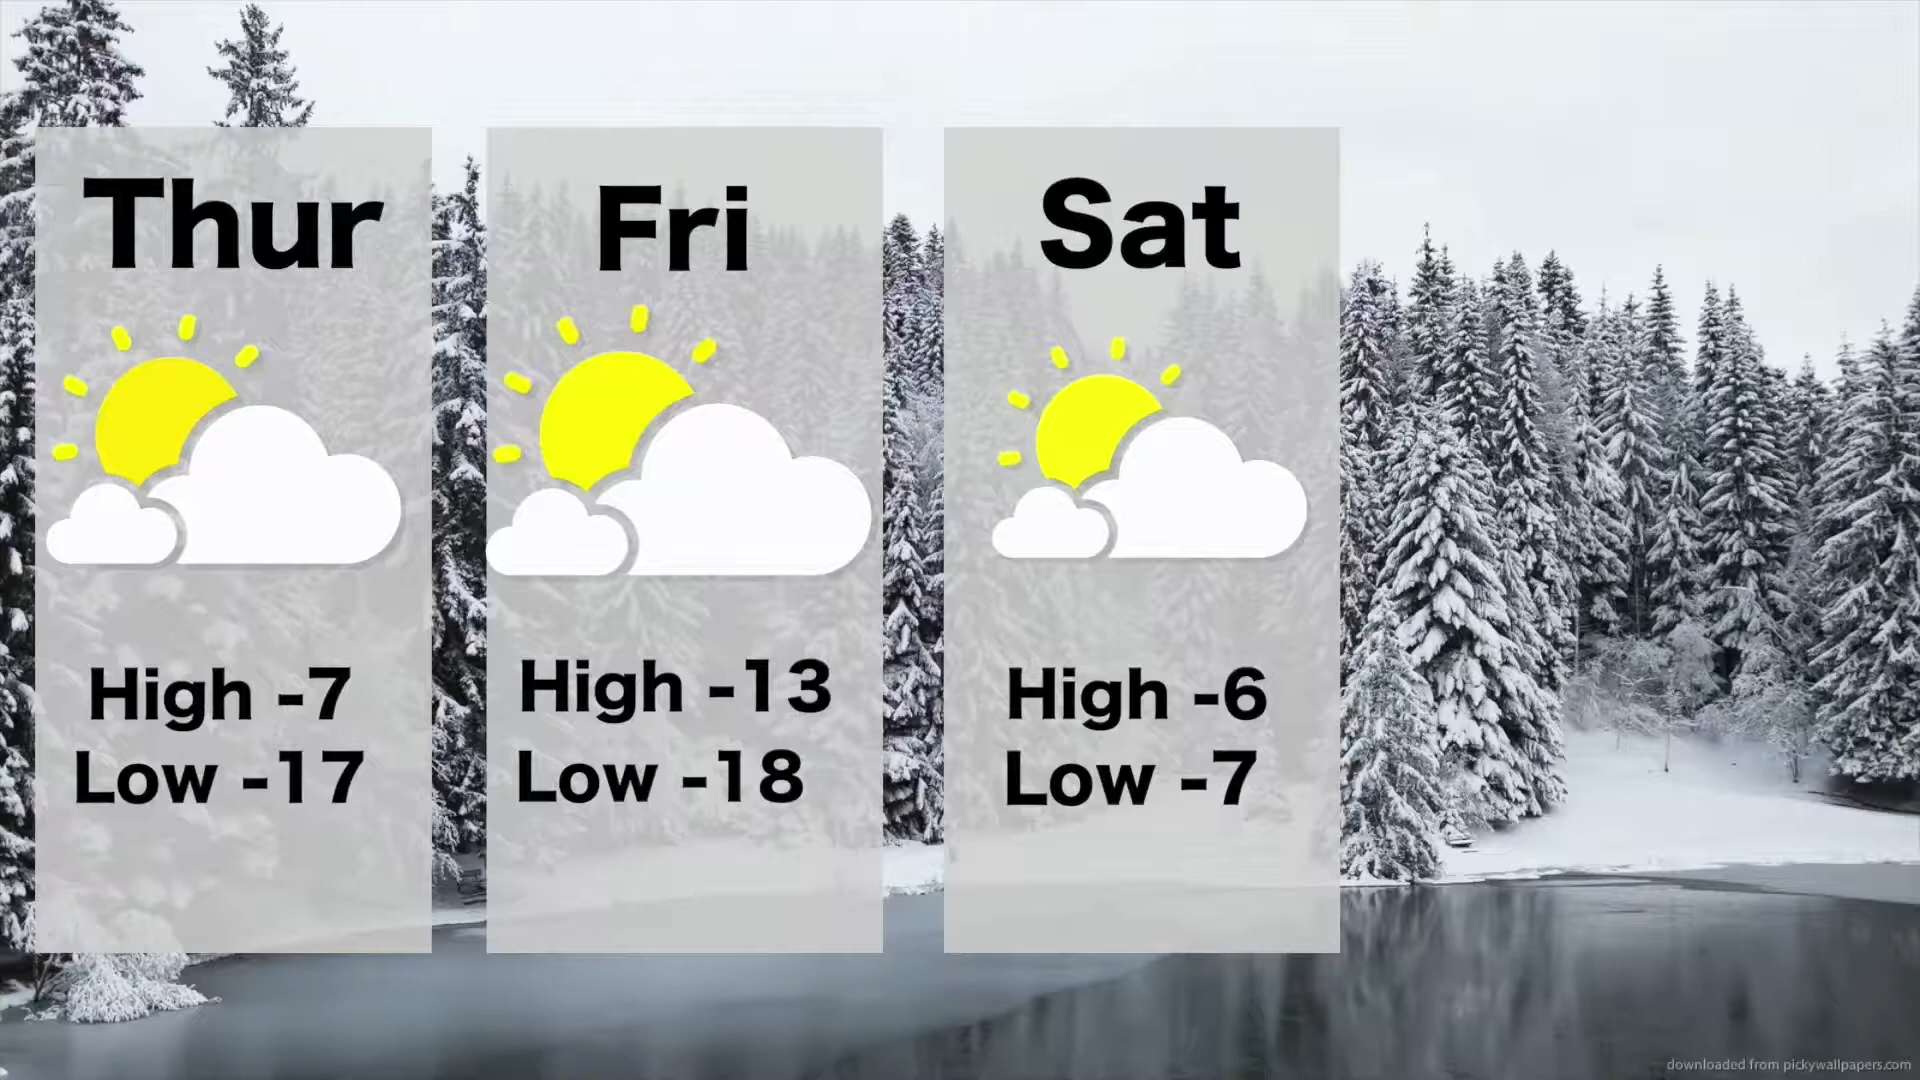 Thur
High -7
Low -17
Fri
High -13
Low -18
Sat
High -6
Low -7
downloaded from pickywallpapers.com